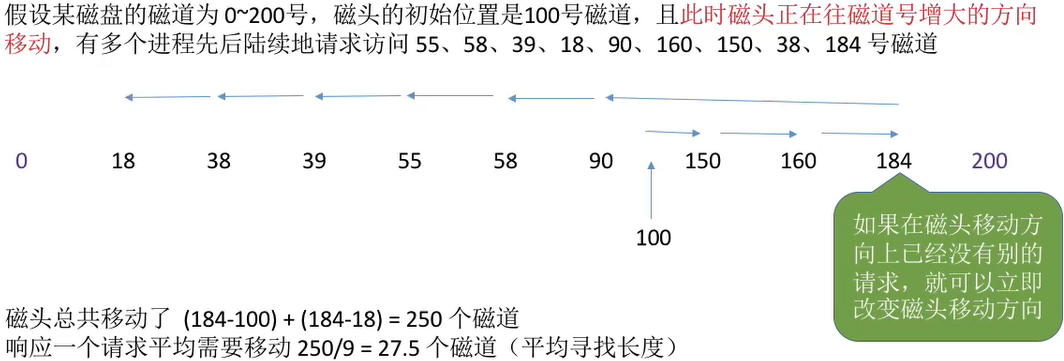 假设某磁盘的磁道为 0~200号，磁头的初始位置是100号磁道，且此时磁头正在往磁道号增大的方向
移动，有多个进程先后陆续地请求访问 55、58、39、18、90、160、150、38、184 号磁道
0 18 38 39 55 58 90 150 160 184 200
100
如果在磁头移动方
向上已经没有别的
请求，就可以立即
改变磁头移动方向
磁头总共移动了 (184-100) + (184-18) = 250 个磁道
响应一个请求平均需要移动 250/9 = 27.5 个磁道（平均寻找长度）